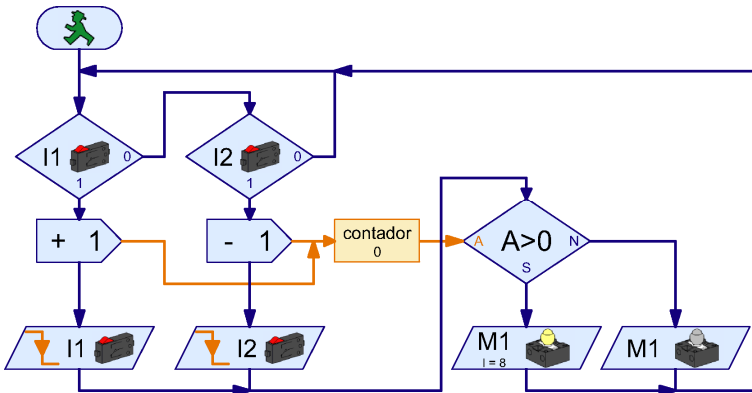 I1 0
1
I2 0
1
+ 1
- 1
contador
0
A A>0 N
S
I1
I2
M1
I = 8
M1